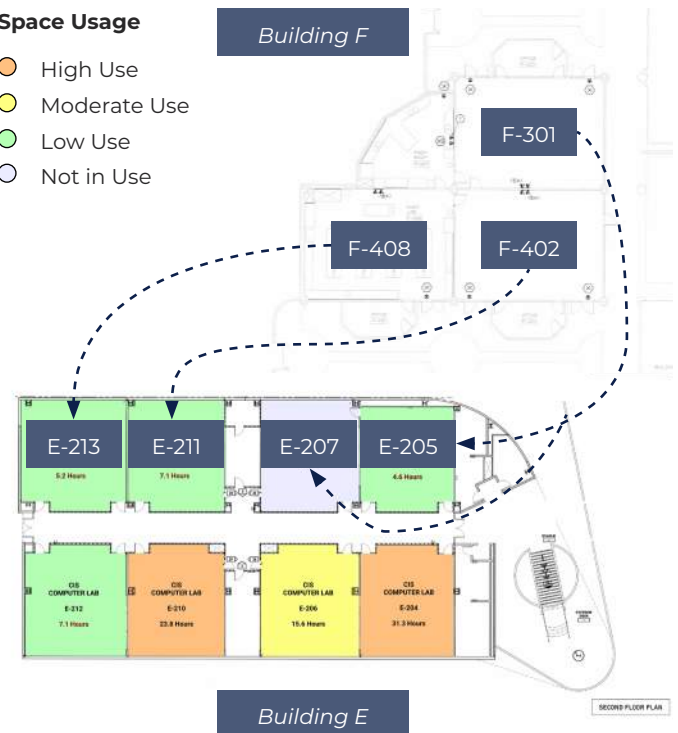 Space Usage
High Use
Moderate Use
Low Use
Not in Use
Building F
F-301
F-408
F-402
E-213
E-211
E-207
E-205
5.2 Hours
7.1 Hours
4.6 Hours
CIS
COMPUTER LAB
E-212
7.1 Hours
CIS
COMPUTER LAB
E-210
23.8 Hours
CIS
COMPUTER LAB
E-206
15.6 Hours
CIS
COMPUTER LAB
E-204
31.3 Hours
SECOND FLOOR PLAN
Building E